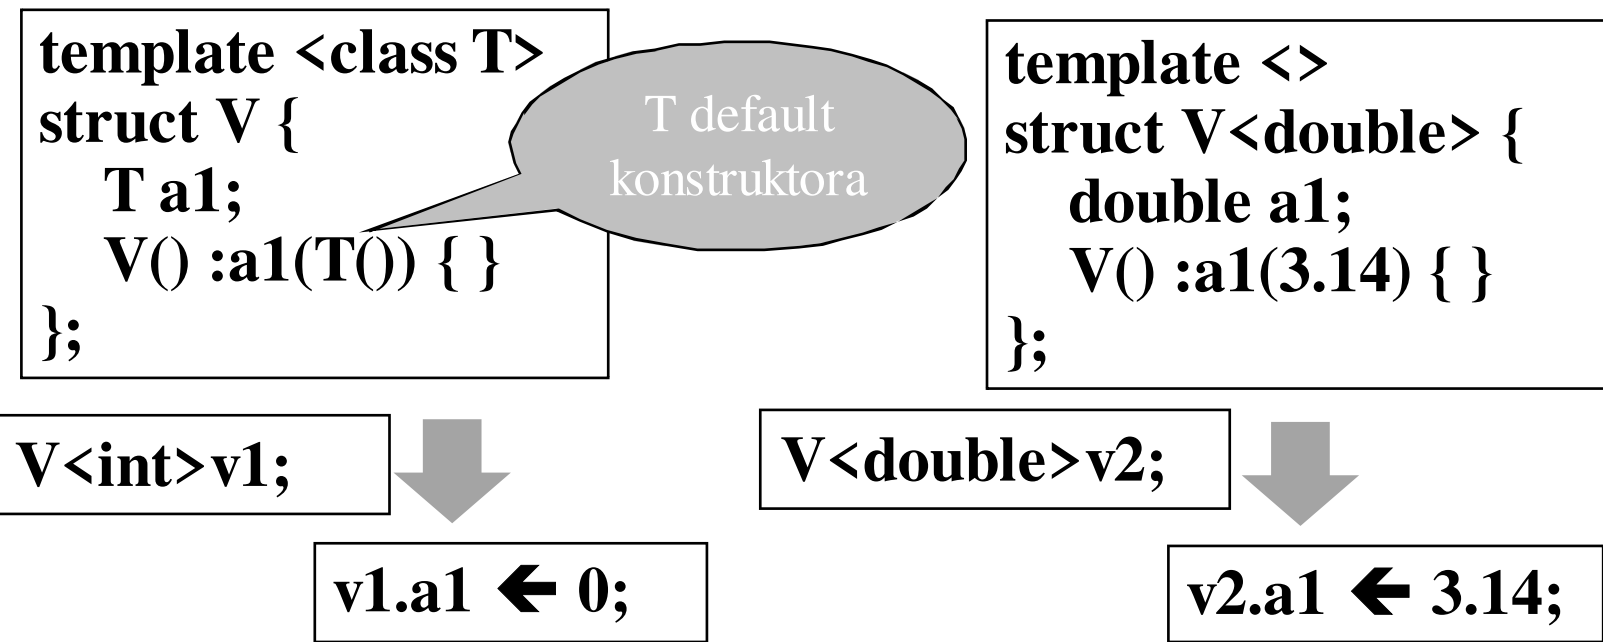 template <class T>
struct V {
T a1;
V() :a1(T()) { }
};
T default
konstruktora
template <>
struct V<double> {
double a1;
V() :a1(3.14) { }
};
V<int>v1;
V<double>v2;
v1.a1 🡸 0;
v2.a1 🡸 3.14;